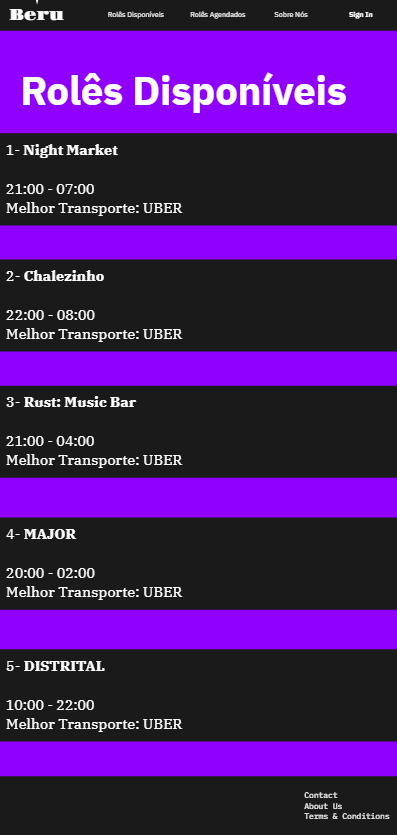 Beru
Rolês Disponíveis
Rolês Agendados
Sobre Nós
Sign In
Rolês Disponíveis
1- Night Market
21:00 - 07:00
Melhor Transporte: UBER
2- Chalezinho
22:00 - 08:00
Melhor Transporte: UBER
3- Rust: Music Bar
21:00 - 04:00
Melhor Transporte: UBER
4- MAJOR
20:00 - 02:00
Melhor Transporte: UBER
5- DISTRITAL
10:00 - 22:00
Melhor Transporte: UBER
Contact
About Us
Terms & Conditions